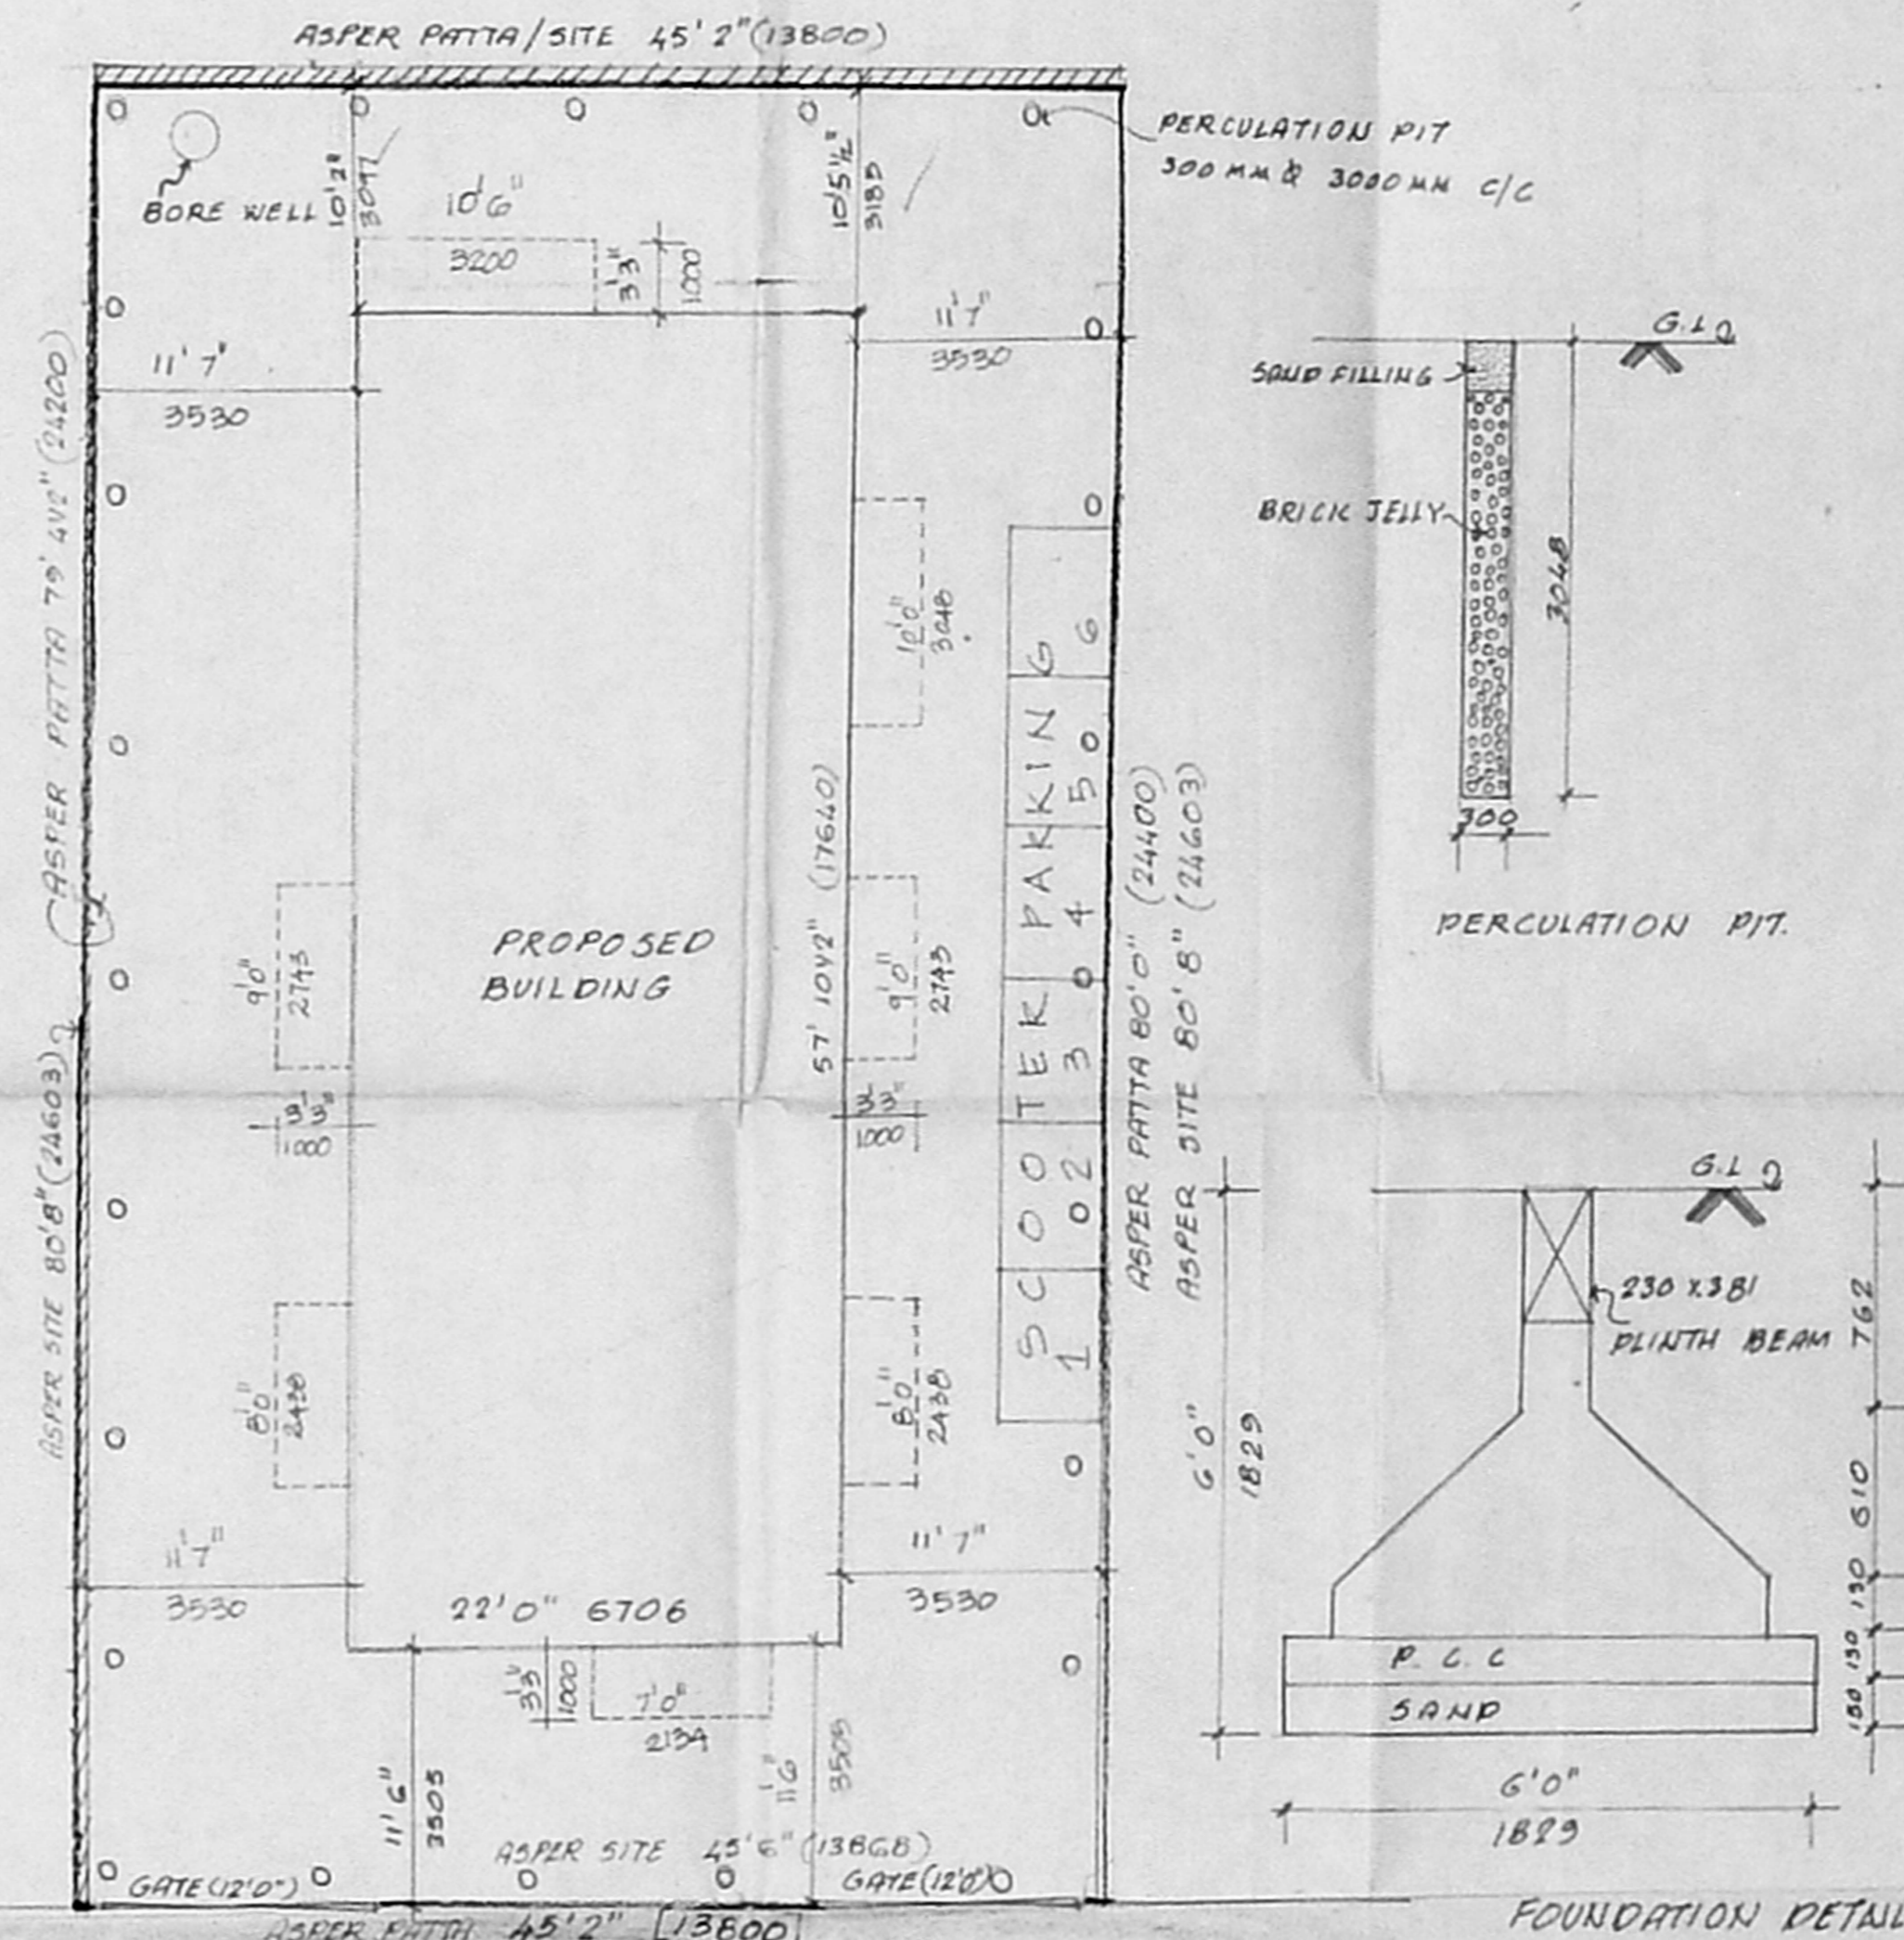 ASPER PATTA/SITE 45'2"(13800)
PERCULATION PIT
300 MM Ø 3000 MM C/C
BORE WELL
10'2"
3097
10'6"
3200
3'3"
1000
10'5½"
3185
11'7"
3530
11'7"
3530
ASPER PATTA 79'4½" (24200)
ASPER SITE 80'8"(24603)
10'0"
3048
PROPOSED
BUILDING
57' 10½" (17640)
9'0"
2743
3'3"
1000
9'0"
2743
3'3"
1000
8'0"
2438
8'0"
2438
SCOOTER PARKING
1 2 3 4 5 6
ASPER PATTA 80'0" (24400)
ASPER SITE 80'8" (24603)
11'7"
3530
11'7"
3530
22'0" 6706
3'3"
1000
7'0"
2134
11'6"
3505
11'6"
3505
ASPER SITE 45'6" (13868)
GATE(12'0")
GATE(12'0")
ASPER PATTA 45'2" [13800]
G.L
SAND FILLING
BRICK JELLY
3048
300
PERCULATION PIT.
G.L
230 X 381
PLINTH BEAM
6'0"
1829
762
610
130
130
130
P.C.C
SAND
6'0"
1829
FOUNDATION DETAIL